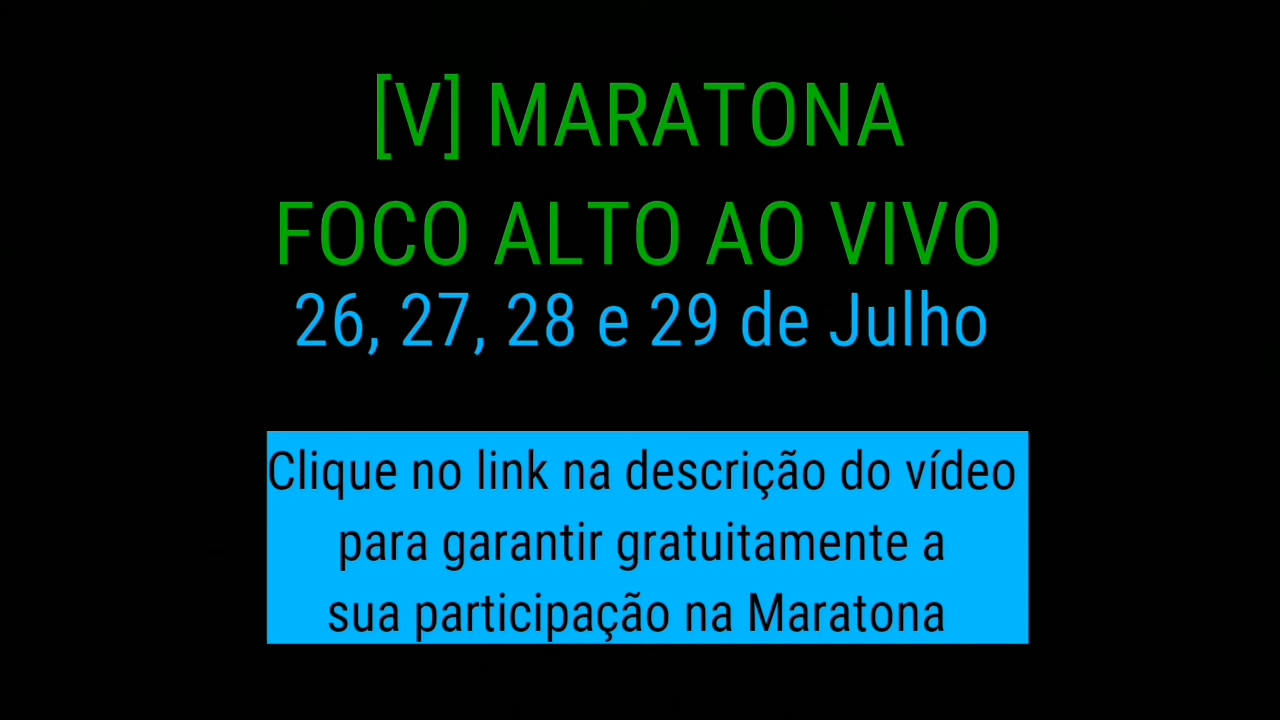 [V] MARATONA
FOCO ALTO AO VIVO
26, 27, 28 e 29 de Julho
Clique no link na descrição do vídeo
para garantir gratuitamente a
sua participação na Maratona